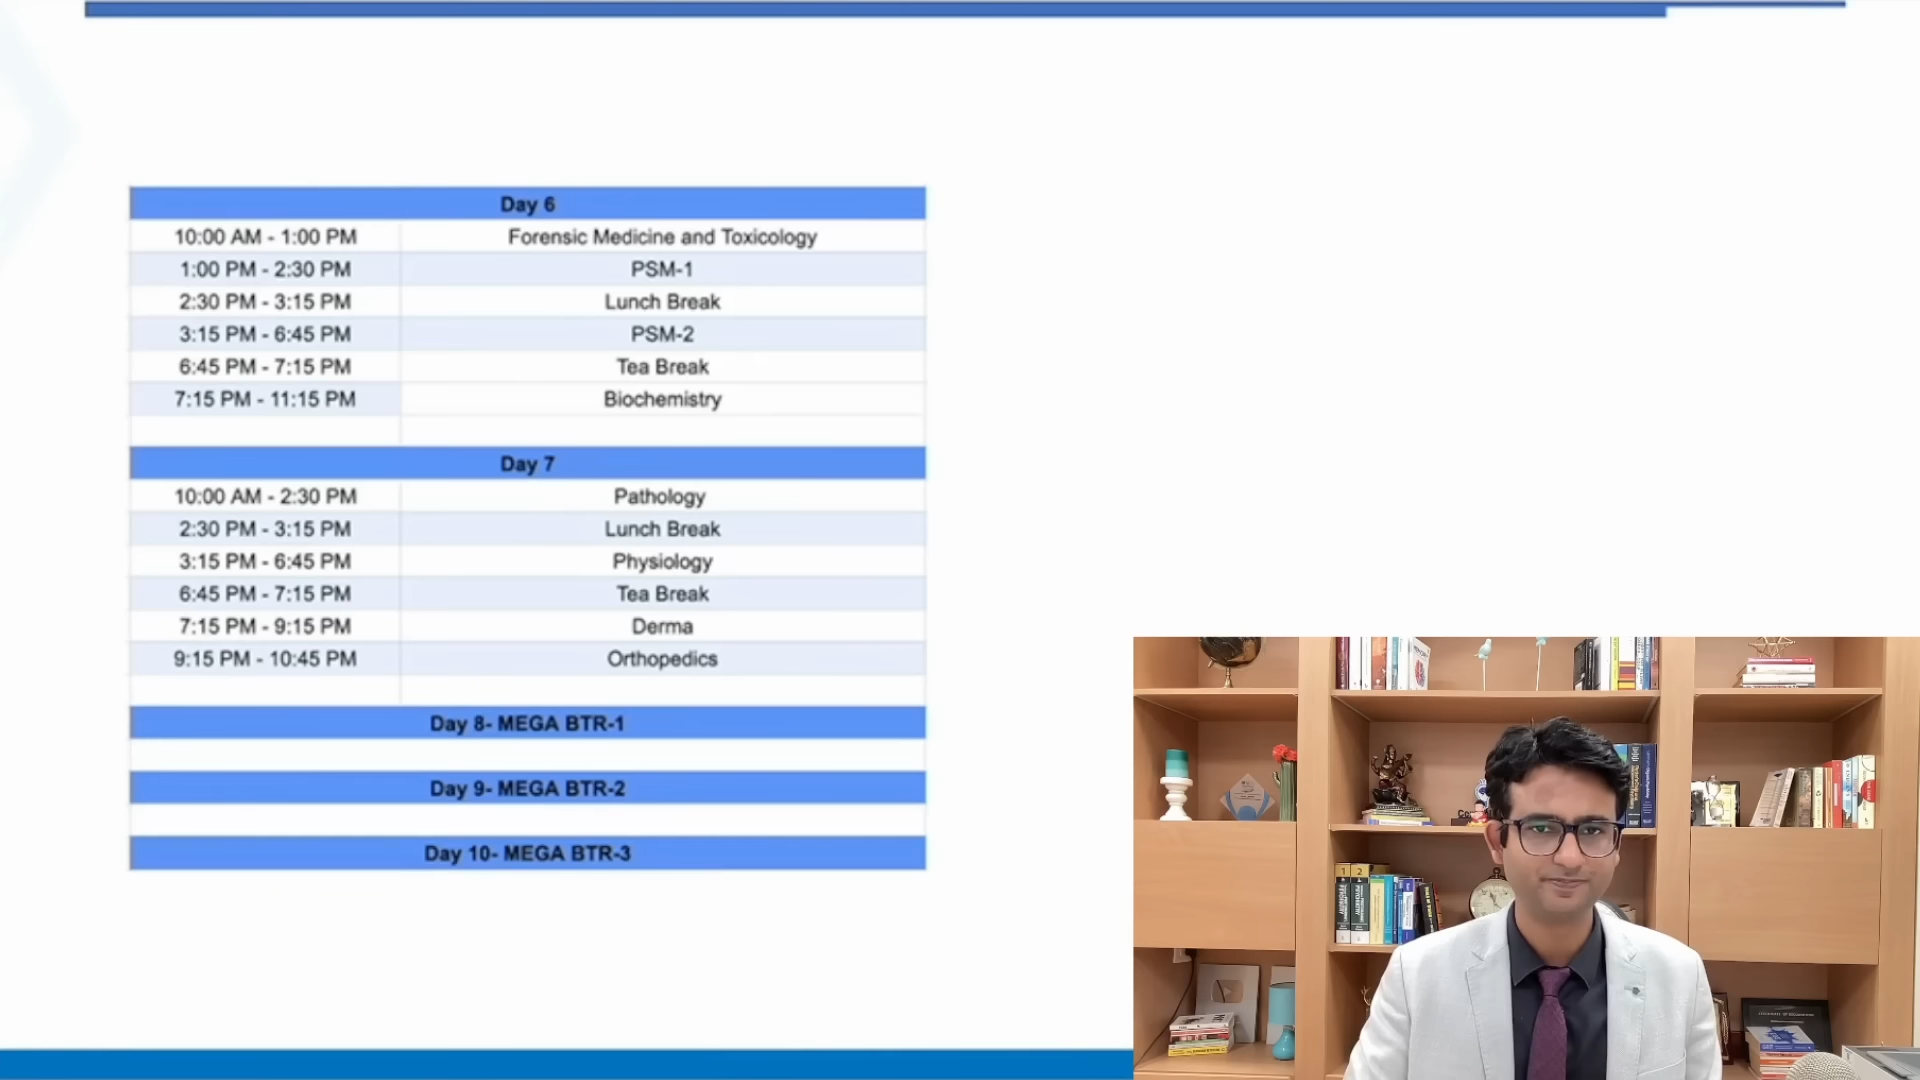 Day 6
10:00 AM - 1:00 PM Forensic Medicine and Toxicology
1:00 PM - 2:30 PM PSM-1
2:30 PM - 3:15 PM Lunch Break
3:15 PM - 6:45 PM PSM-2
6:45 PM - 7:15 PM Tea Break
7:15 PM - 11:15 PM Biochemistry
Day 7
10:00 AM - 2:30 PM Pathology
2:30 PM - 3:15 PM Lunch Break
3:15 PM - 6:45 PM Physiology
6:45 PM - 7:15 PM Tea Break
7:15 PM - 9:15 PM Derma
9:15 PM - 10:45 PM Orthopedics
Day 8- MEGA BTR-1
Day 9- MEGA BTR-2
Day 10- MEGA BTR-3